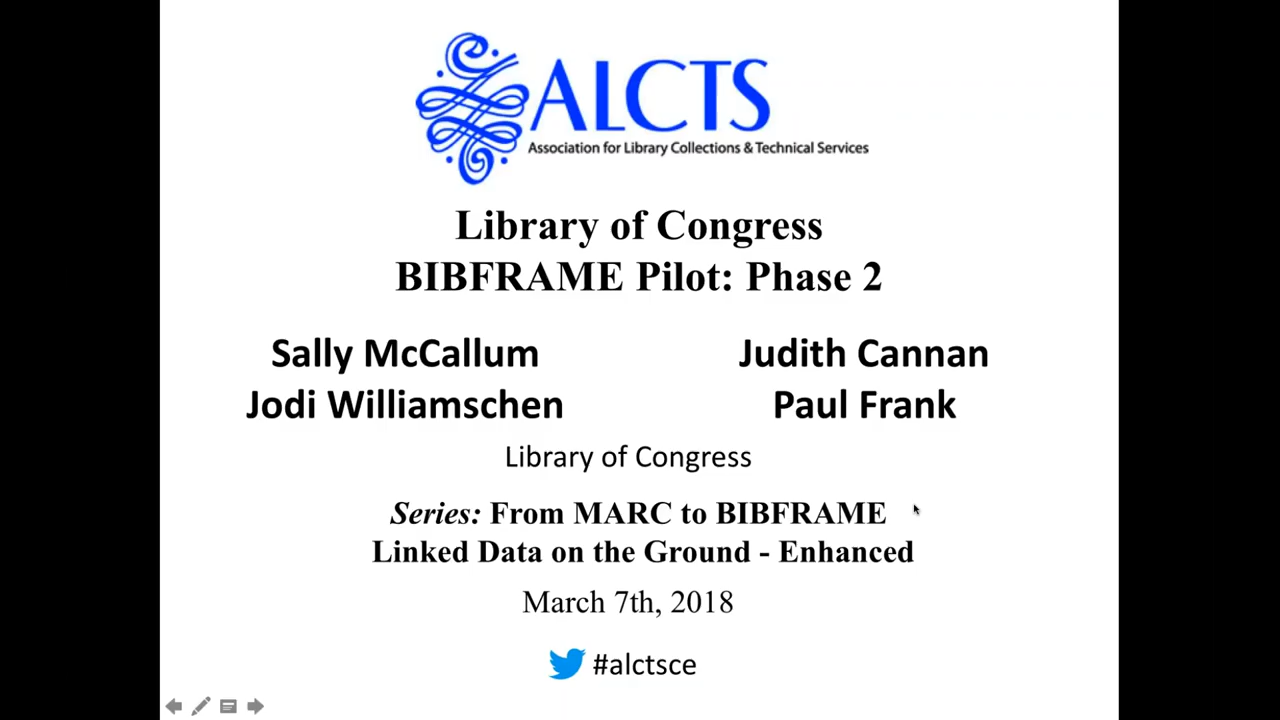 ALCTS
Association for Library Collections & Technical Services
Library of Congress
BIBFRAME Pilot: Phase 2
Sally McCallum
Jodi Williamschen
Judith Cannan
Paul Frank
Library of Congress
Series: From MARC to BIBFRAME
Linked Data on the Ground - Enhanced
March 7th, 2018
#alctsce